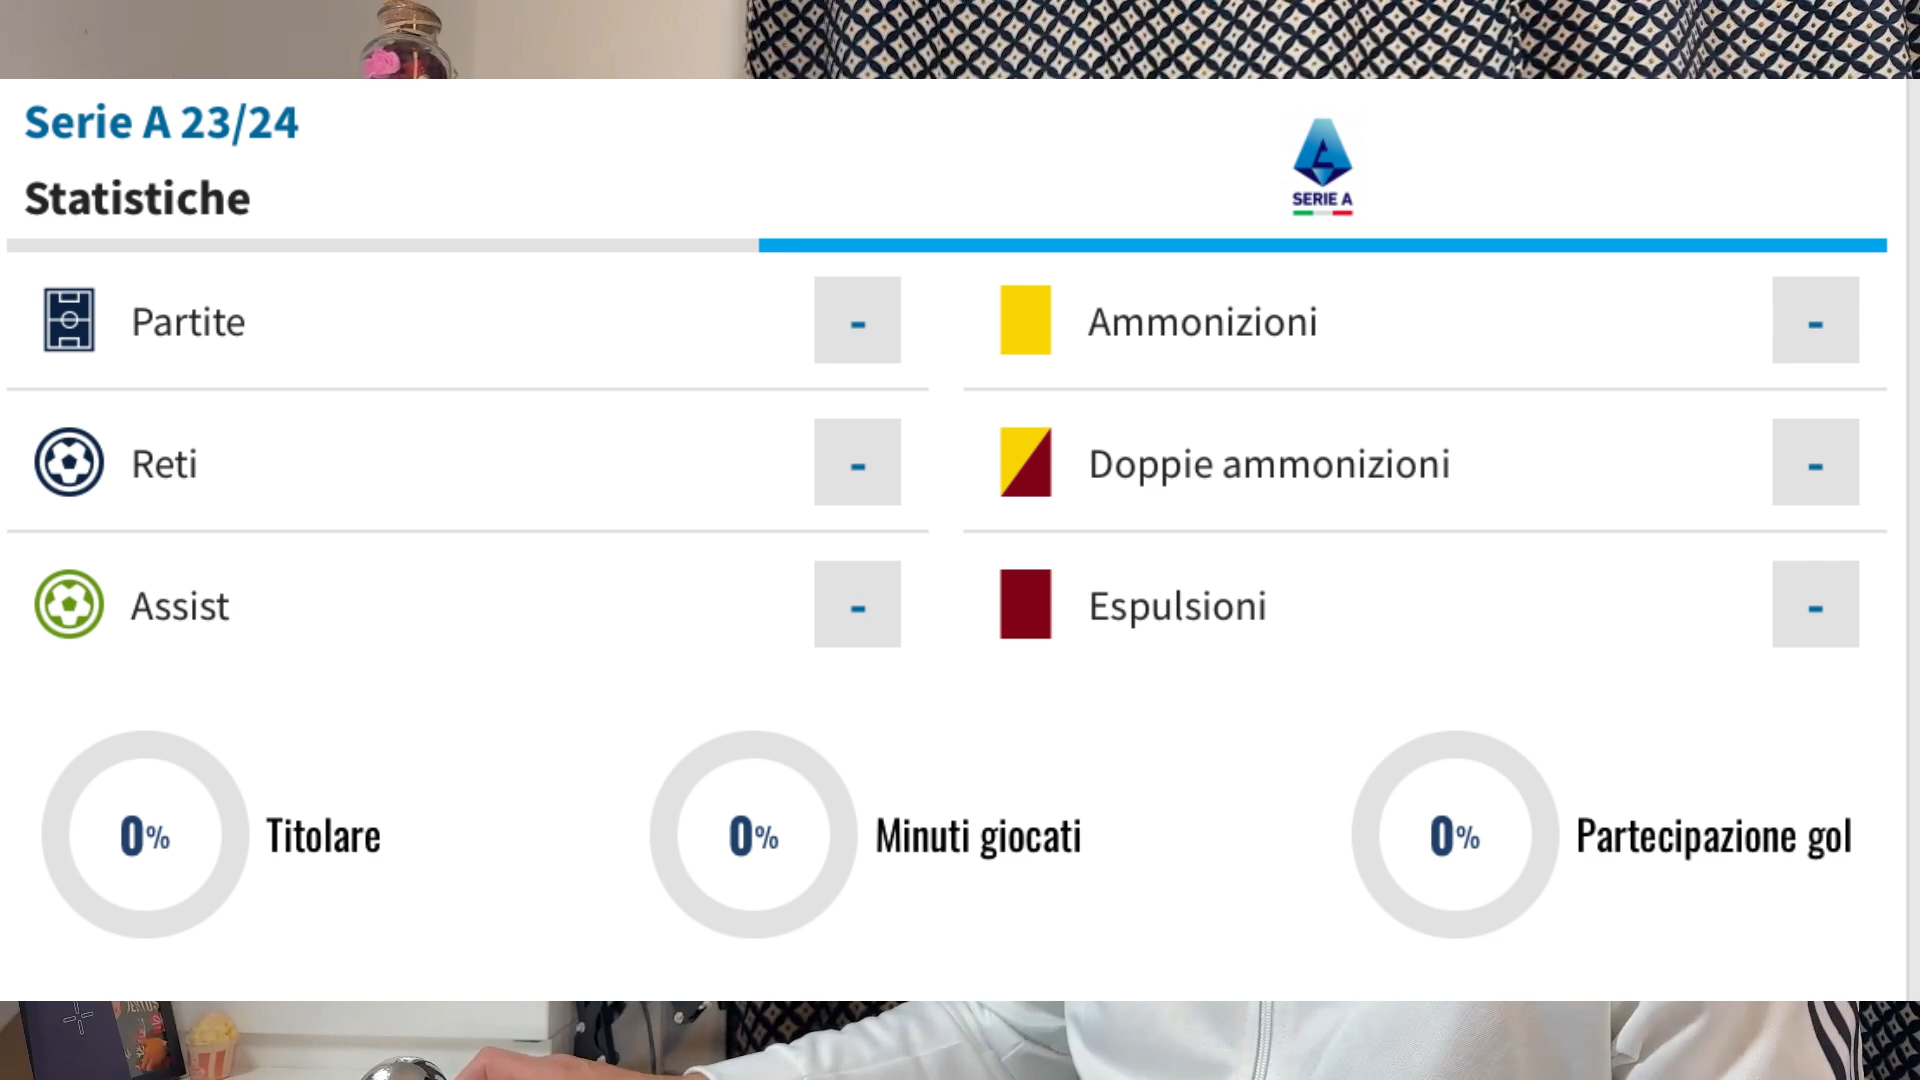 Serie A 23/24
Statistiche
SERIE A
Partite -
Ammonizioni -
Reti -
Doppie ammonizioni -
Assist -
Espulsioni -
0% Titolare
0% Minuti giocati
0% Partecipazione gol